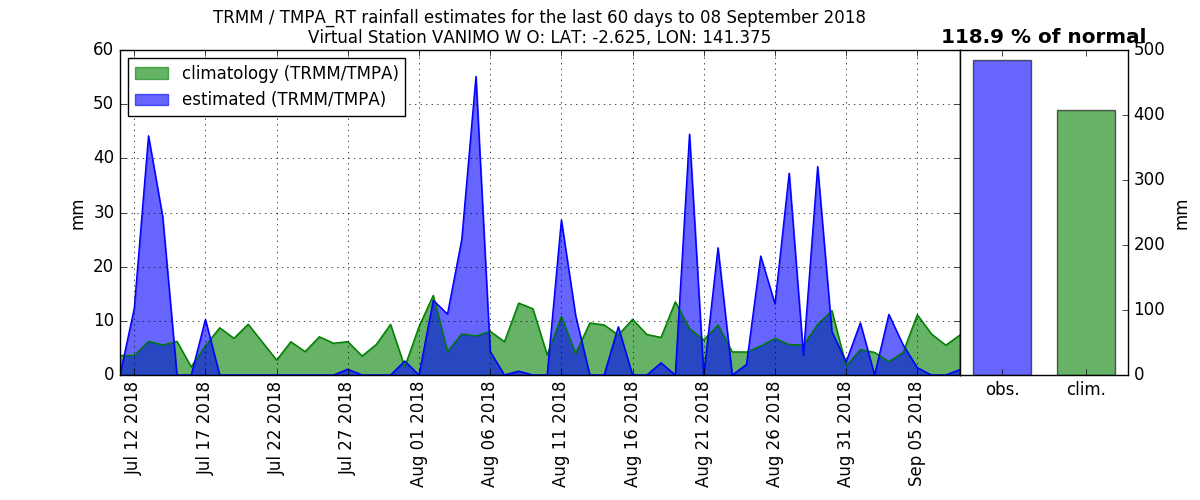 TRMM / TMPA_RT rainfall estimates for the last 60 days to 08 September 2018
Virtual Station VANIMO W O: LAT: -2.625, LON: 141.375
118.9 % of normal
climatology (TRMM/TMPA)
estimated (TRMM/TMPA)
60
50
40
30
20
10
0
mm
Jul 12 2018
Jul 17 2018
Jul 22 2018
Jul 27 2018
Aug 01 2018
Aug 06 2018
Aug 11 2018
Aug 16 2018
Aug 21 2018
Aug 26 2018
Aug 31 2018
Sep 05 2018
obs.
clim.
500
400
300
200
100
0
mm